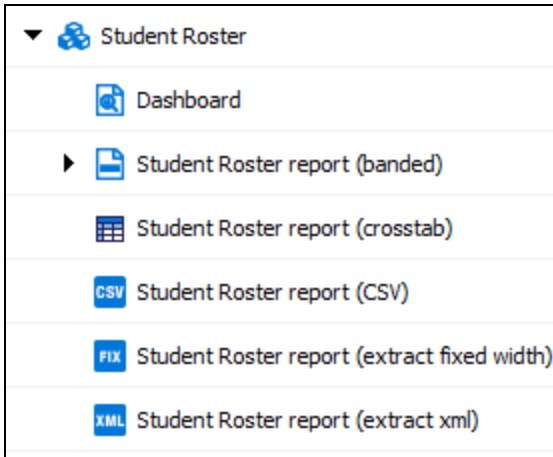 Student Roster
Dashboard
Student Roster report (banded)
Student Roster report (crosstab)
CSV Student Roster report (CSV)
FIX Student Roster report (extract fixed width)
XML Student Roster report (extract xml)